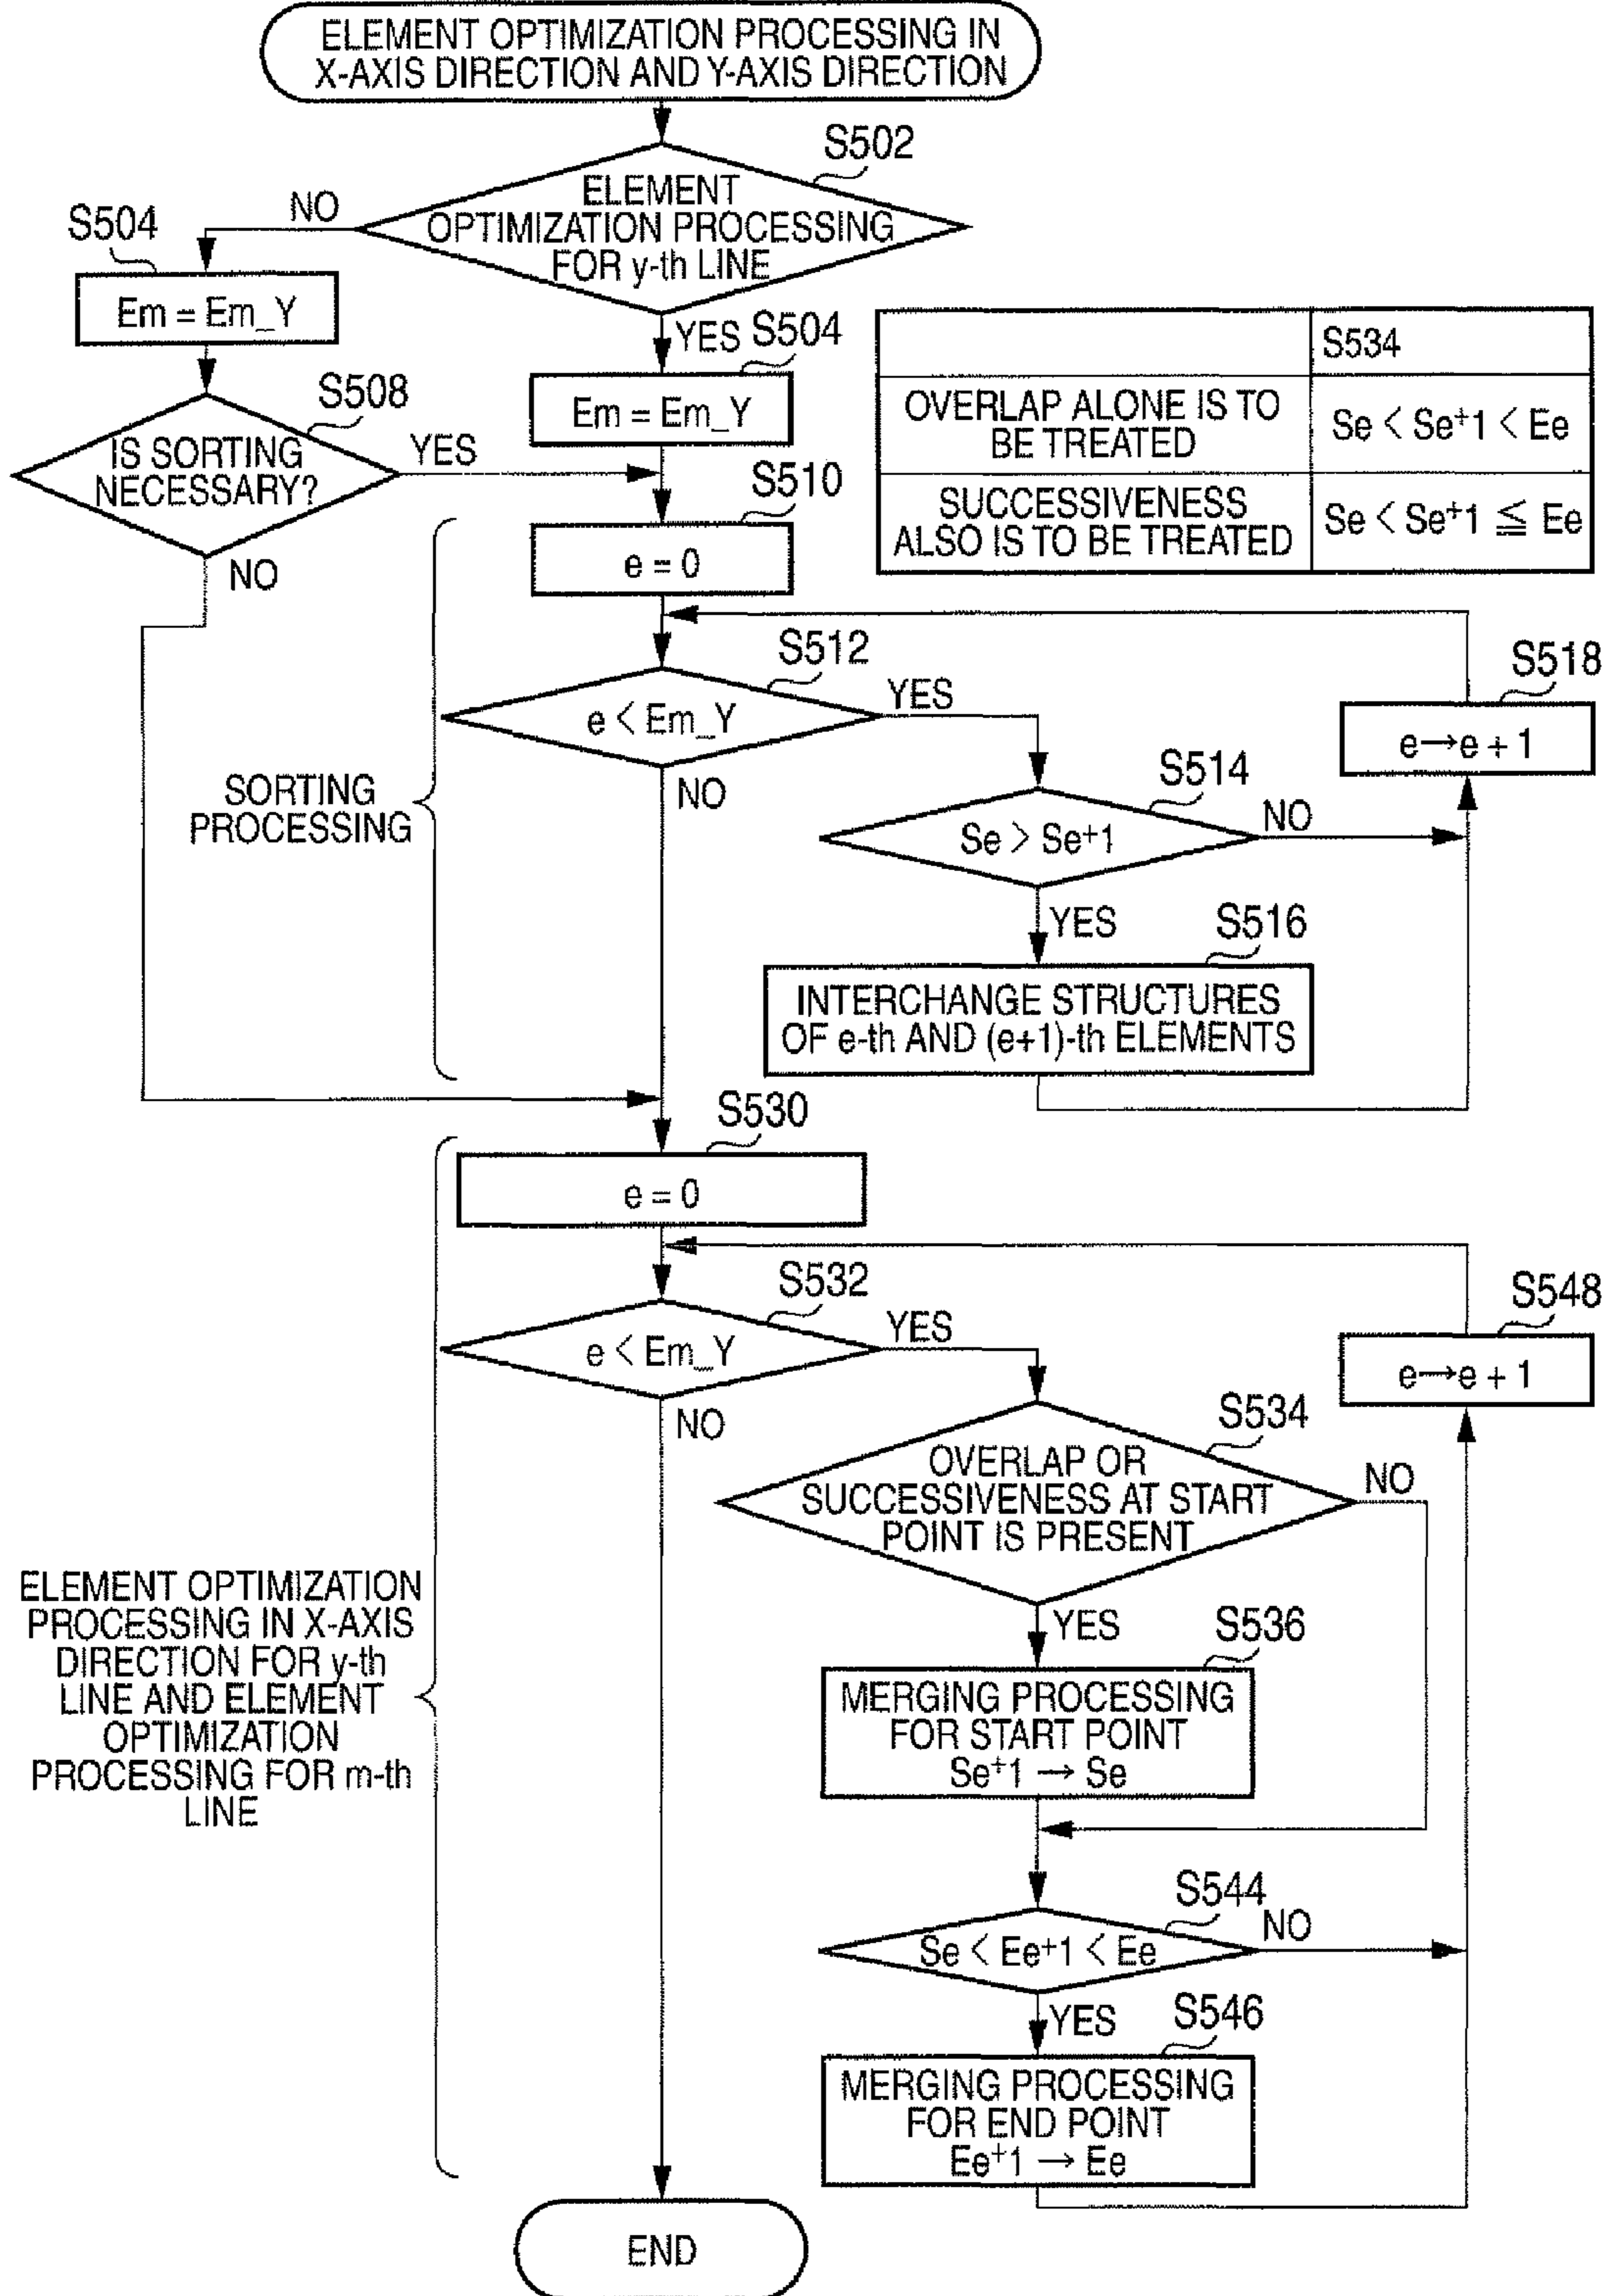 ELEMENT OPTIMIZATION PROCESSING IN
X-AXIS DIRECTION AND Y-AXIS DIRECTION
S502
ELEMENT
OPTIMIZATION PROCESSING
FOR y-th LINE
NO
YES
S504
Em = Em_Y
S504
Em = Em_Y
S508
IS SORTING
NECESSARY?
YES
NO
S534
OVERLAP ALONE IS TO
BE TREATED
Se < Se+1 < Ee
SUCCESSIVENESS
ALSO IS TO BE TREATED
Se < Se+1 ≦ Ee
S510
e = 0
SORTING
PROCESSING
S512
e < Em_Y
YES
NO
S518
e→e + 1
S514
Se > Se+1
NO
YES
S516
INTERCHANGE STRUCTURES
OF e-th AND (e+1)-th ELEMENTS
S530
e = 0
S532
e < Em_Y
YES
NO
S548
e→e + 1
S534
OVERLAP OR
SUCCESSIVENESS AT START
POINT IS PRESENT
NO
YES
ELEMENT OPTIMIZATION
PROCESSING IN X-AXIS
DIRECTION FOR y-th
LINE AND ELEMENT
OPTIMIZATION
PROCESSING FOR m-th
LINE
S536
MERGING PROCESSING
FOR START POINT
Se+1 → Se
S544
Se < Ee+1 < Ee
NO
YES
S546
MERGING PROCESSING
FOR END POINT
Ee+1 → Ee
END